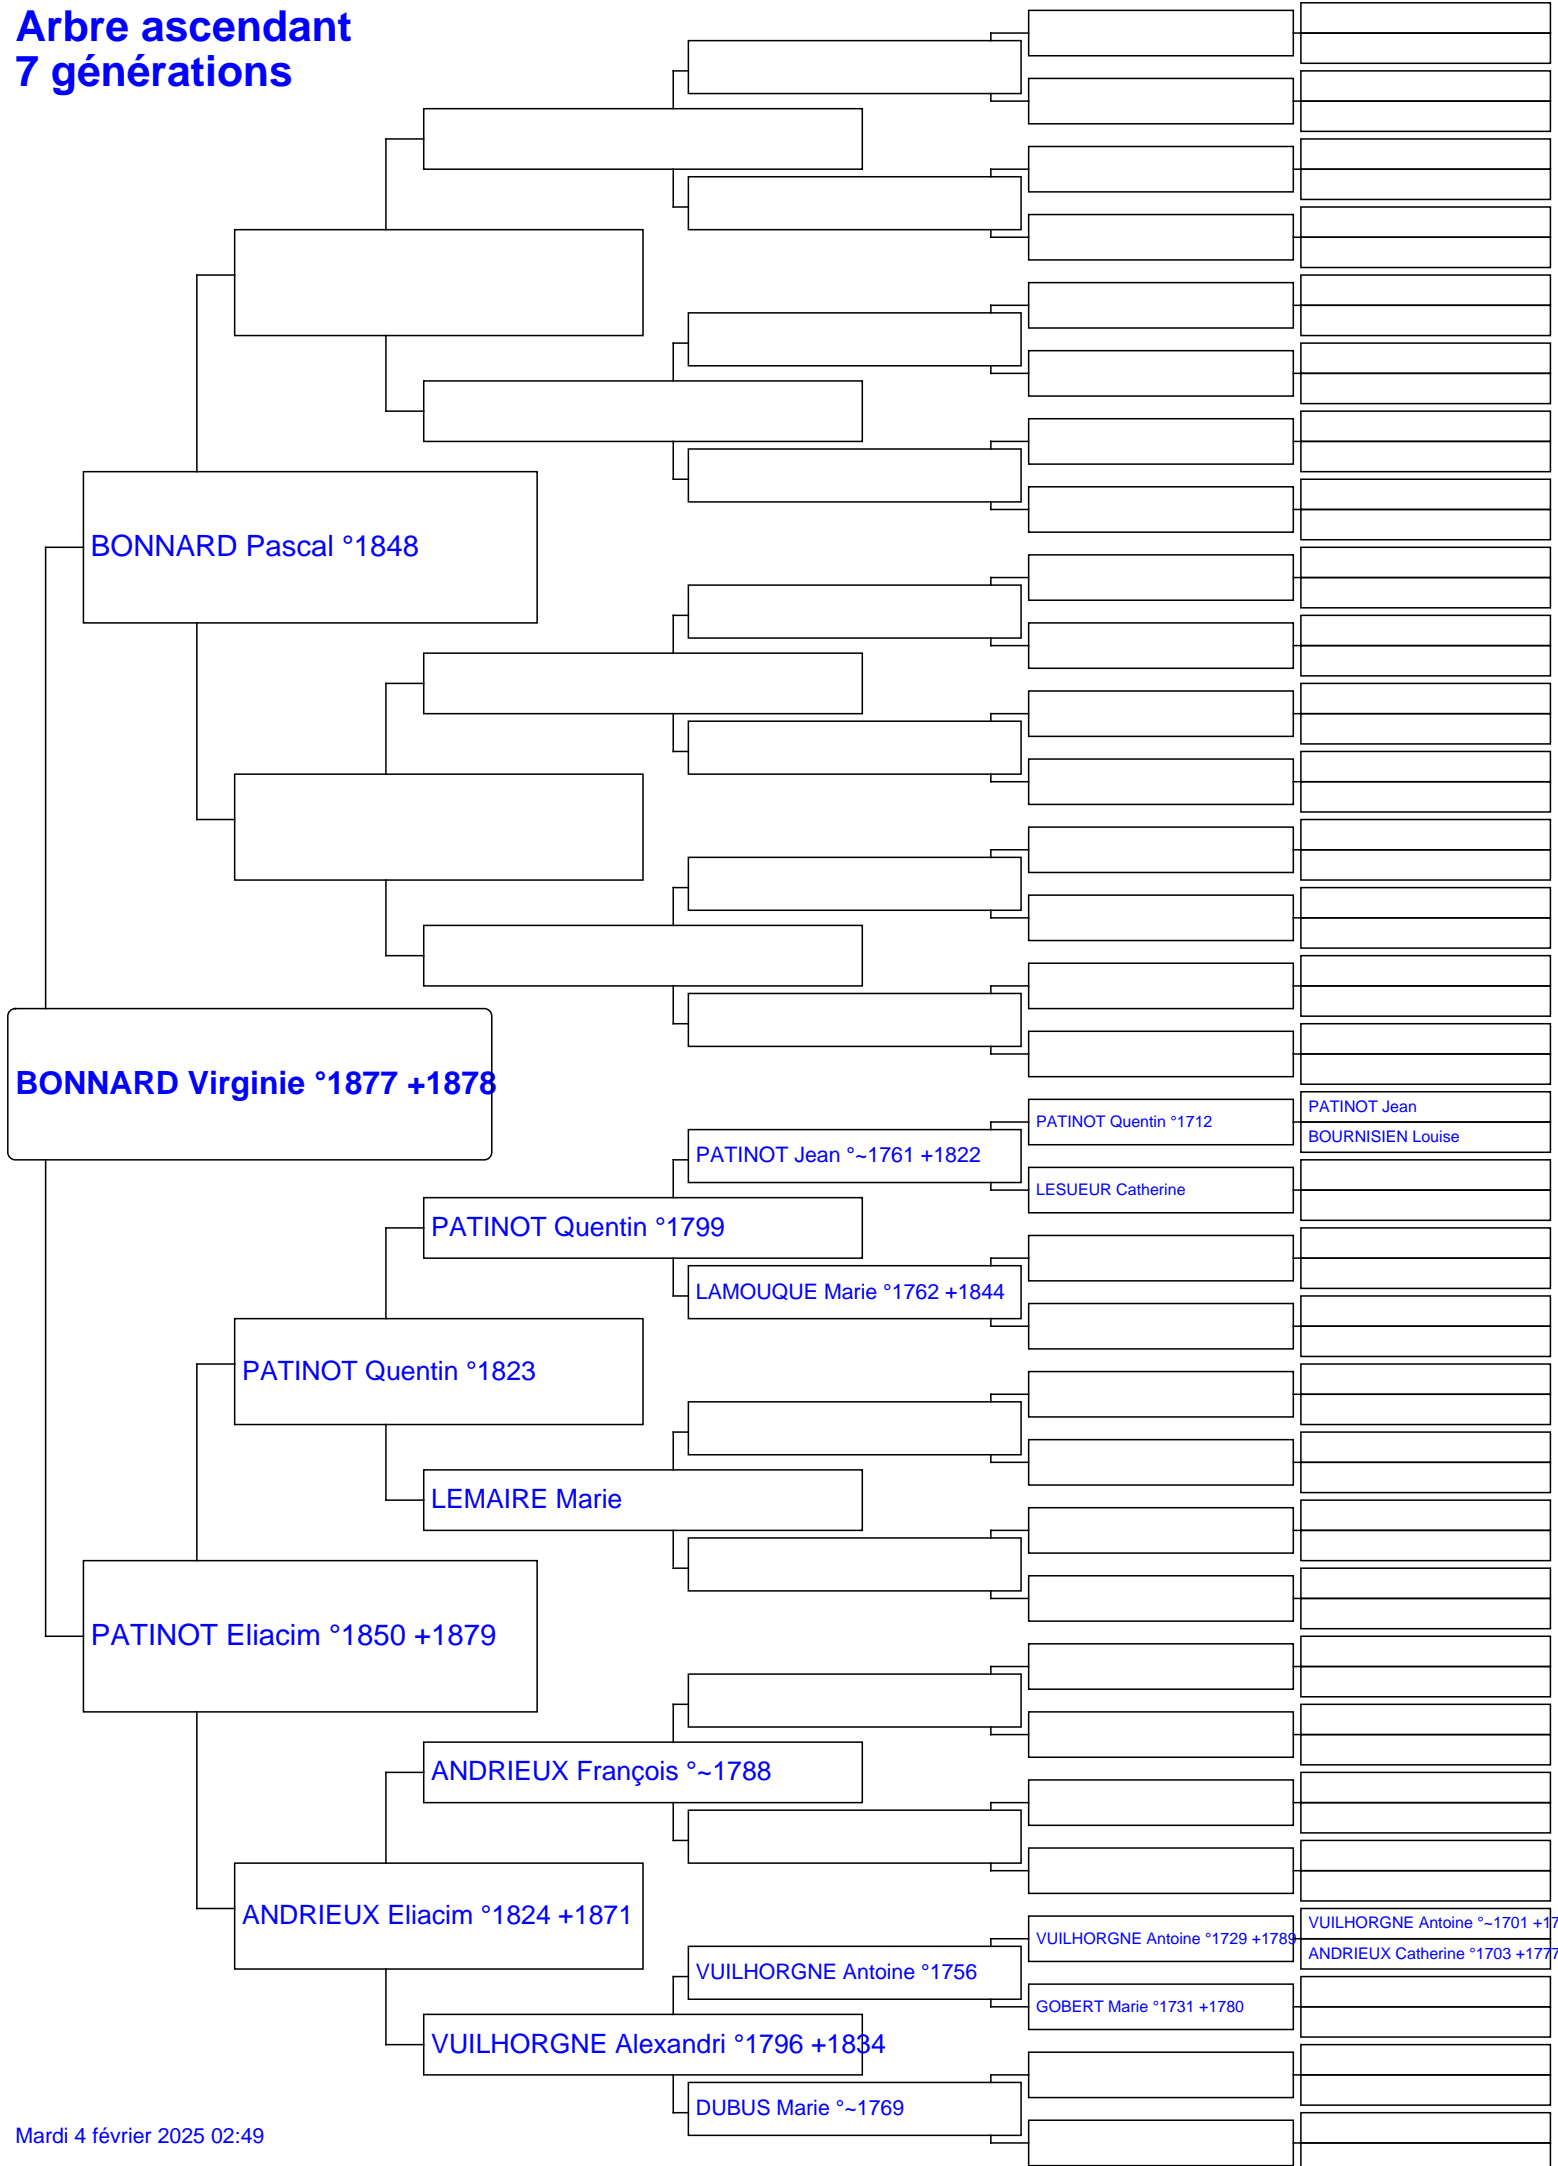 Arbre ascendant
7 générations
BONNARD Pascal °1848
BONNARD Virginie °1877 +1878
PATINOT Jean
PATINOT Quentin °1712
BOURNISIEN Louise
PATINOT Jean °~1761 +1822
LESUEUR Catherine
PATINOT Quentin °1799
LAMOUQUE Marie °1762 +1844
PATINOT Quentin °1823
LEMAIRE Marie
PATINOT Eliacim °1850 +1879
ANDRIEUX François °~1788
ANDRIEUX Eliacim °1824 +1871
VUILHORGNE Antoine °~1701 +17
VUILHORGNE Antoine °1729 +1789
ANDRIEUX Catherine °1703 +1777
VUILHORGNE Antoine °1756
GOBERT Marie °1731 +1780
VUILHORGNE Alexandri °1796 +1834
DUBUS Marie °~1769
Mardi 4 février 2025 02:49